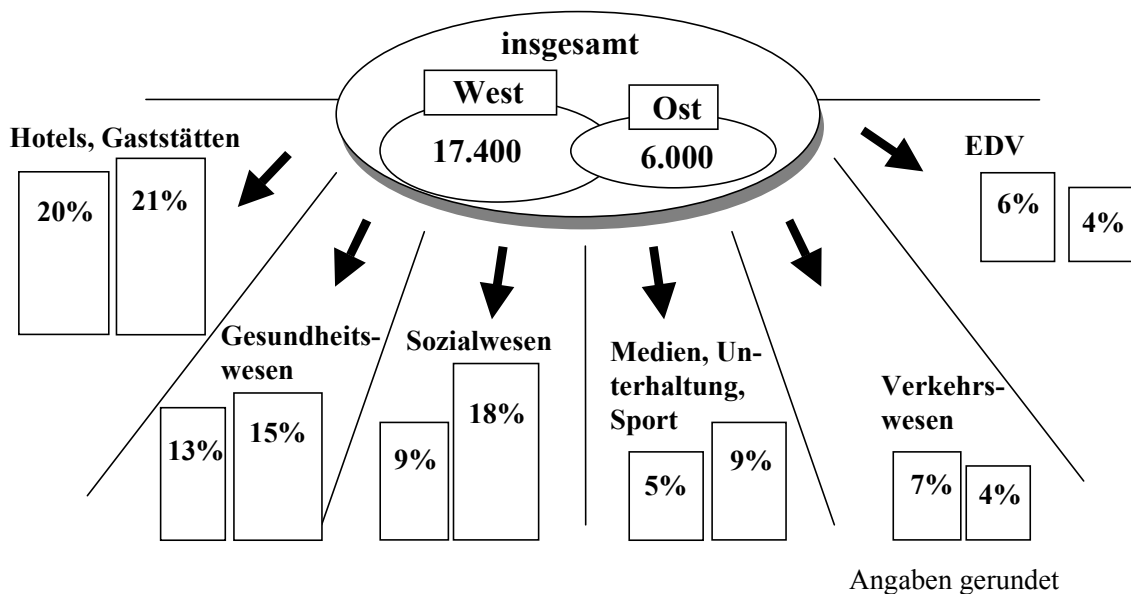 insgesamt
West
Ost
17.400
6.000
Hotels, Gaststätten
20%
21%
EDV
6%
4%
Gesundheits-
wesen
13%
15%
Sozialwesen
9%
18%
Medien, Un-
terhaltung,
Sport
5%
9%
Verkehrs-
wesen
7%
4%
Angaben gerundet